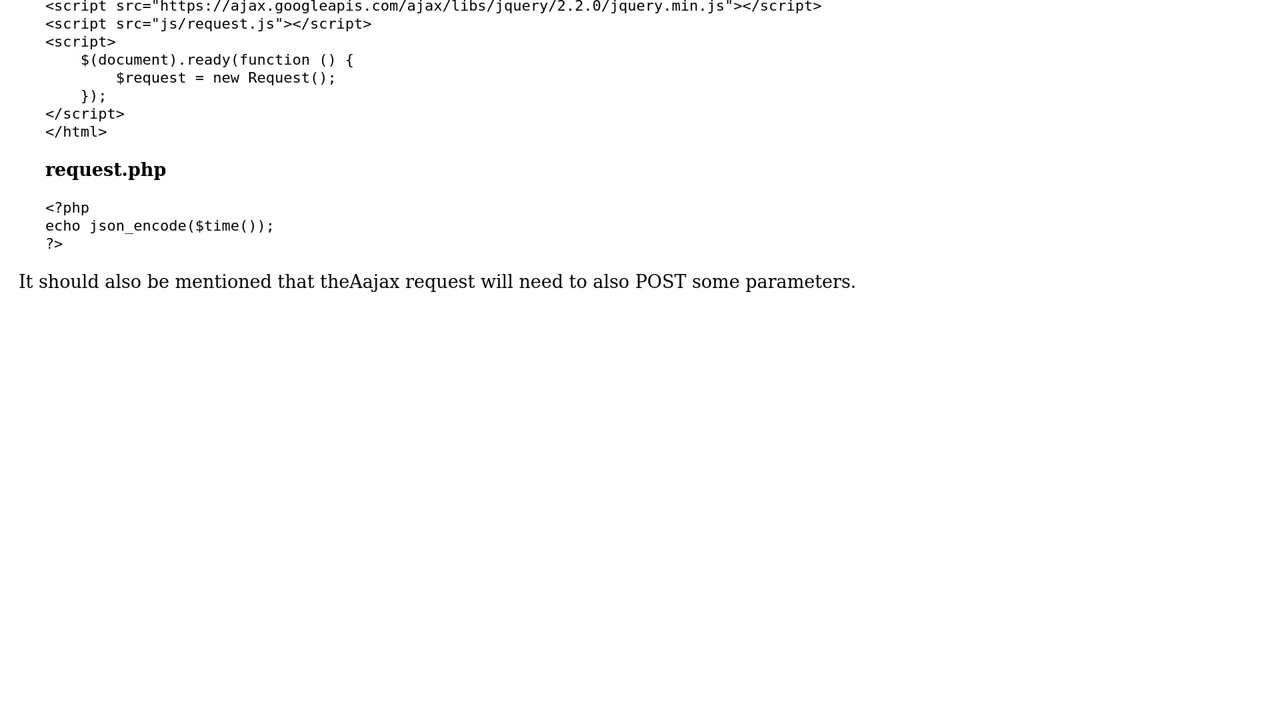 <script src="https://ajax.googleapis.com/ajax/libs/jquery/2.2.0/jquery.min.js"></script>
<script src="js/request.js"></script>
<script>
    $(document).ready(function () {
        $request = new Request();
    });
</script>
</html>
request.php
<?php
echo json_encode($time());
?>
It should also be mentioned that theAajax request will need to also POST some parameters.